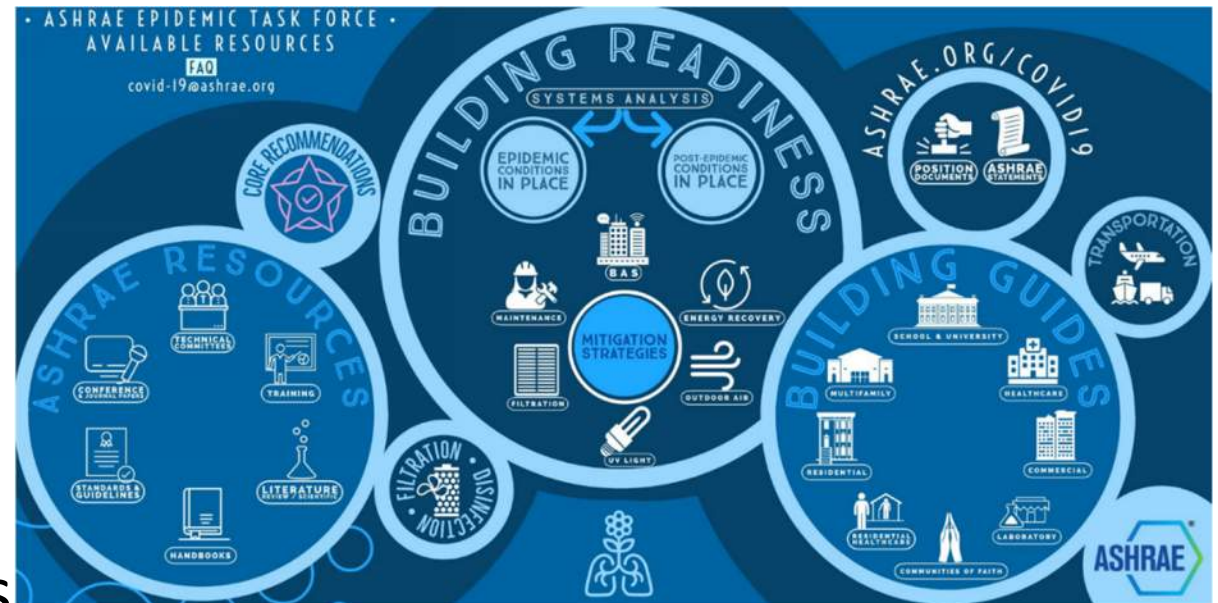 • ASHRAE EPIDEMIC TASK FORCE •
AVAILABLE RESOURCES
FAQ
covid-19@ashrae.org
CORE RECOMMENDATIONS
ASHRAE RESOURCES
TECHNICAL
COMMITTEES
CONFERENCE
& JOURNAL PAPERS
TRAINING
STANDARDS &
GUIDELINES
LITERATURE
REVIEW / SCIENTIFIC
HANDBOOKS
FILTRATION • DISINFECTION •
BUILDING READINESS
SYSTEMS ANALYSIS
EPIDEMIC
CONDITIONS
IN PLACE
POST-EPIDEMIC
CONDITIONS
IN PLACE
BAS
MAINTENANCE
ENERGY RECOVERY
MITIGATION
STRATEGIES
FILTRATION
OUTDOOR AIR
UV LIGHT
ASHRAE.ORG/COVID19
POSITION
DOCUMENTS
ASHRAE
STATEMENTS
TRANSPORTATION
BUILDING GUIDES
SCHOOL & UNIVERSITY
MULTIFAMILY
HEALTHCARE
RESIDENTIAL
COMMERCIAL
RESIDENTIAL
HEALTHCARE
LABORATORY
COMMUNITIES OF FAITH
ASHRAE
s